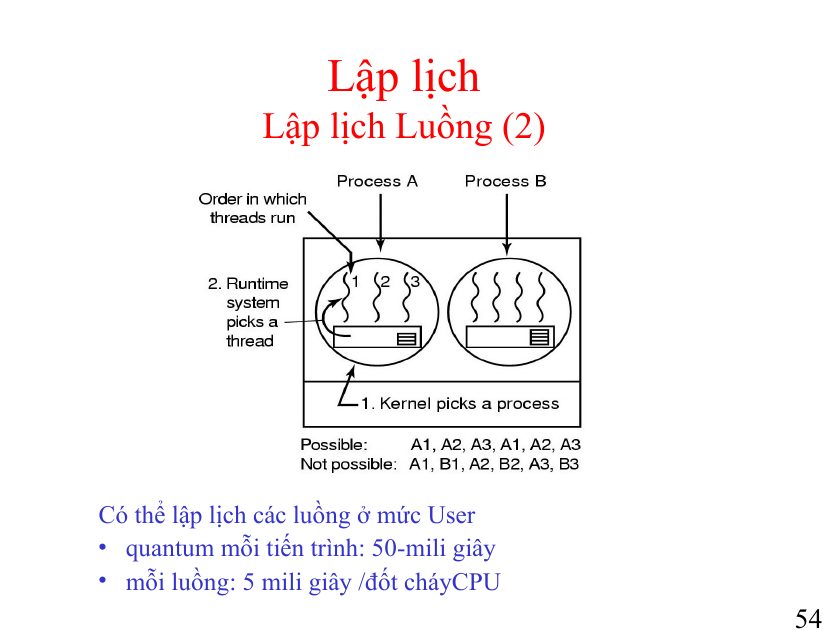 Lập lịch
Lập lịch Luồng (2)
Process A
Process B
Order in which
threads run
1
2
3
2. Runtime
system
picks a
thread
1. Kernel picks a process
Possible: A1, A2, A3, A1, A2, A3
Not possible: A1, B1, A2, B2, A3, B3
Có thể lập lịch các luồng ở mức User
• quantum mỗi tiến trình: 50-mili giây
• mỗi luồng: 5 mili giây /đốt cháyCPU
54